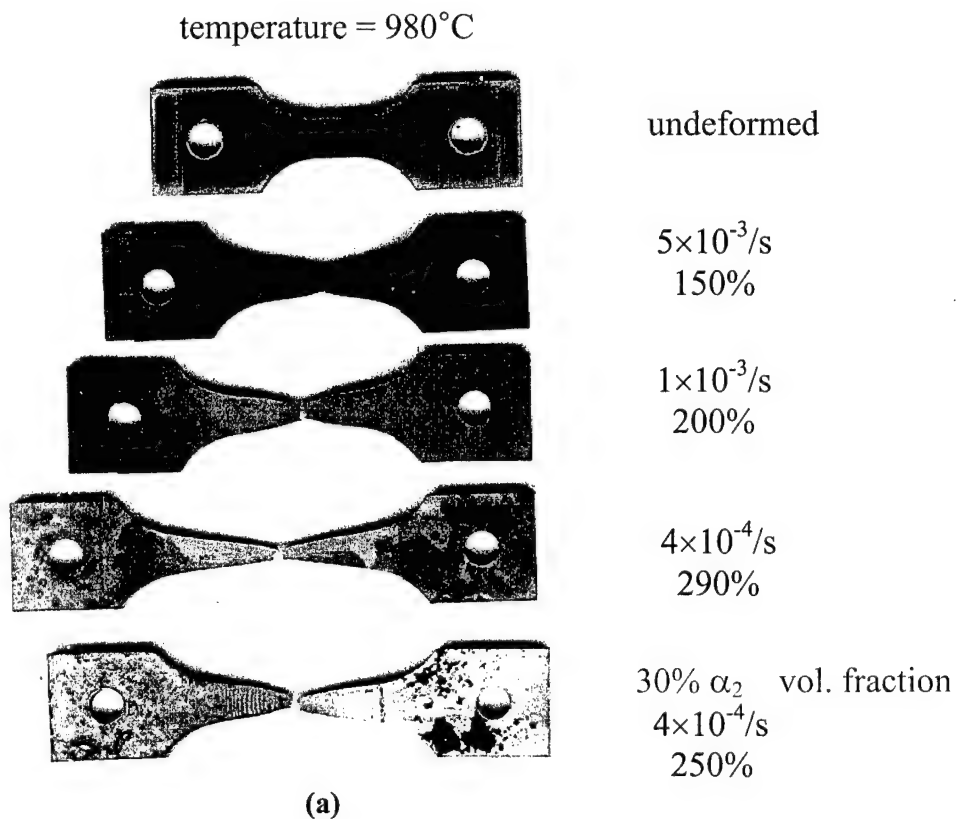 temperature = 980°C
undeformed
5×10⁻³/s
150%
1×10⁻³/s
200%
4×10⁻⁴/s
290%
30% α₂ vol. fraction
4×10⁻⁴/s
250%
(a)